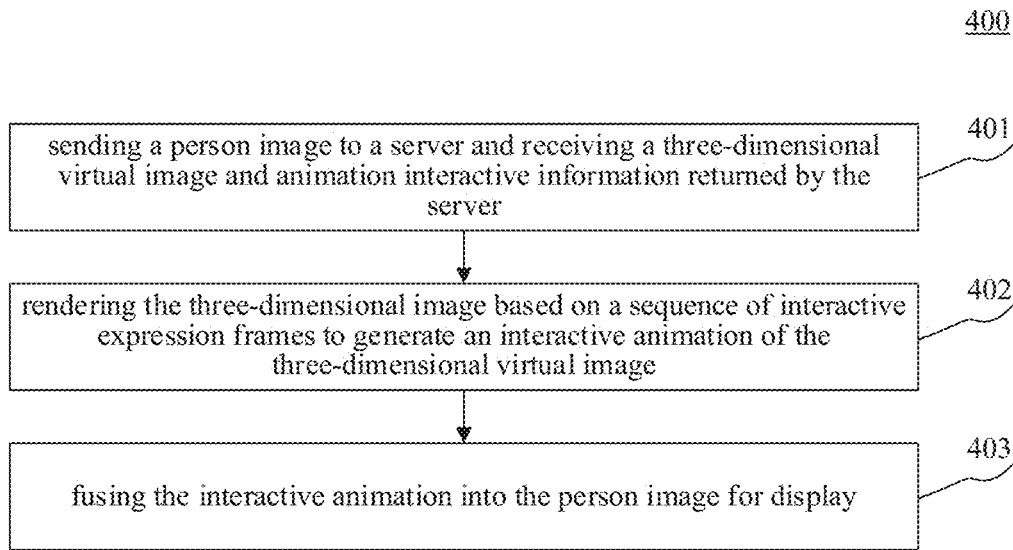 400
401
sending a person image to a server and receiving a three-dimensional
virtual image and animation interactive information returned by the
server
402
rendering the three-dimensional image based on a sequence of interactive
expression frames to generate an interactive animation of the
three-dimensional virtual image
403
fusing the interactive animation into the person image for display